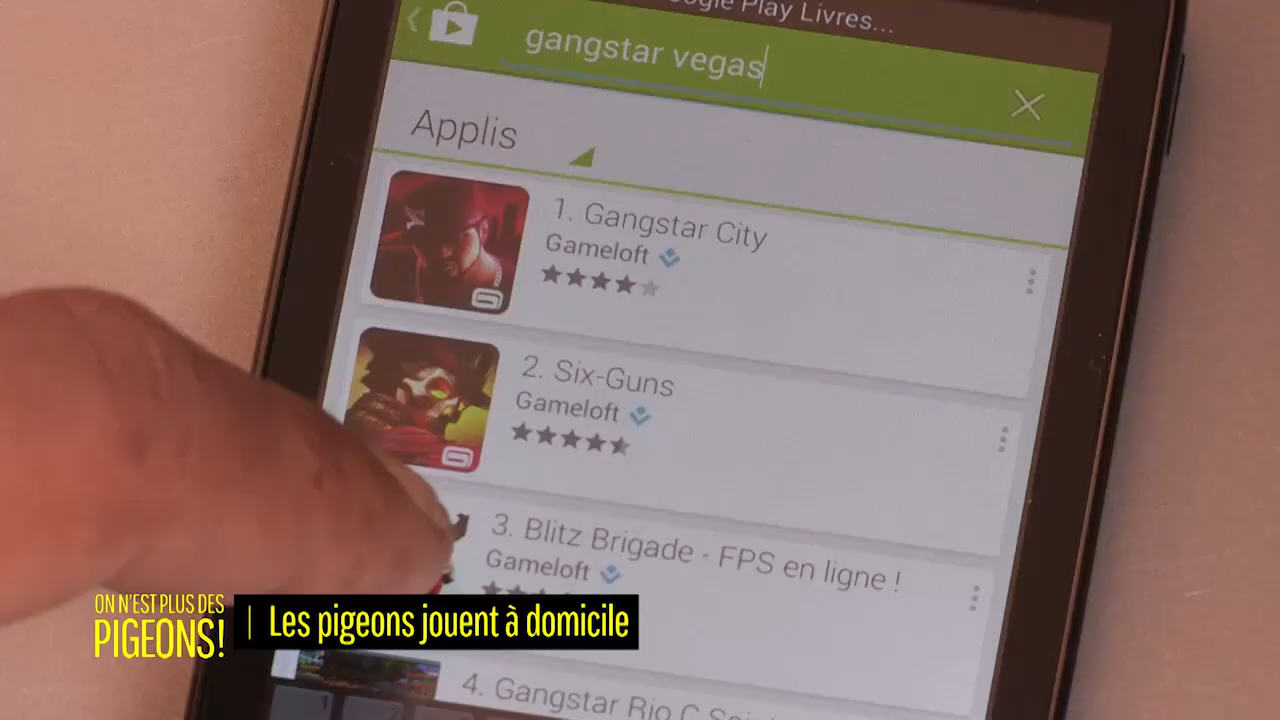 Google Play Livres...
gangstar vegas
Applis
1. Gangstar City
Gameloft
2. Six-Guns
Gameloft
3. Blitz Brigade - FPS en ligne !
Gameloft
ON N'EST PLUS DES
PIGEONS!
Les pigeons jouent à domicile
4. Gangstar Rio C